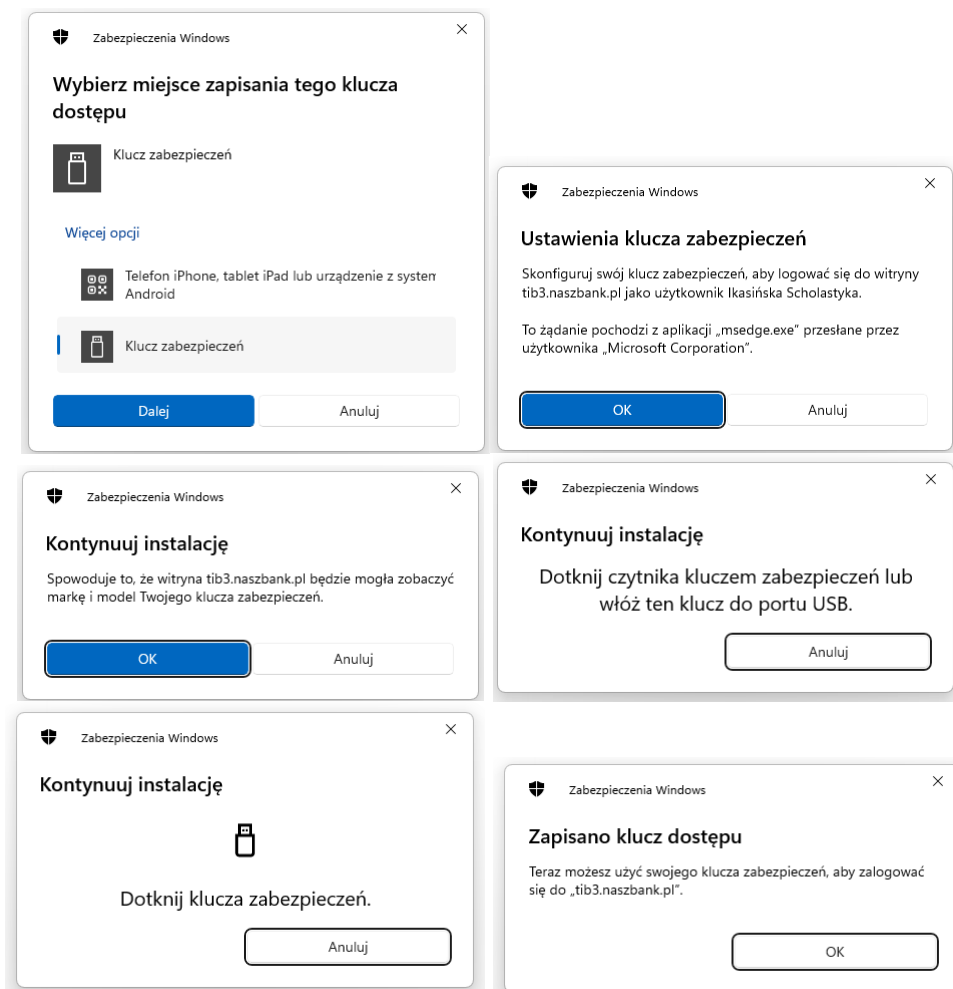 Zabezpieczenia Windows
Wybierz miejsce zapisania tego klucza
dostępu
Klucz zabezpieczeń
Więcej opcji
Telefon iPhone, tablet iPad lub urządzenie z system
Android
Klucz zabezpieczeń
Dalej
Anuluj
Zabezpieczenia Windows
Ustawienia klucza zabezpieczeń
Skonfiguruj swój klucz zabezpieczeń, aby logować się do witryny
tib3.naszbank.pl jako użytkownik Ikasińska Scholastyka.
To żądanie pochodzi z aplikacji „msedge.exe” przesłane przez
użytkownika „Microsoft Corporation”.
OK
Anuluj
Zabezpieczenia Windows
Kontynuuj instalację
Spowoduje to, że witryna tib3.naszbank.pl będzie mogła zobaczyć
markę i model Twojego klucza zabezpieczeń.
OK
Anuluj
Zabezpieczenia Windows
Kontynuuj instalację
Dotknij czytnika kluczem zabezpieczeń lub
włóż ten klucz do portu USB.
Anuluj
Zabezpieczenia Windows
Kontynuuj instalację
Dotknij klucza zabezpieczeń.
Anuluj
Zabezpieczenia Windows
Zapisano klucz dostępu
Teraz możesz użyć swojego klucza zabezpieczeń, aby zalogować
się do „tib3.naszbank.pl”.
OK